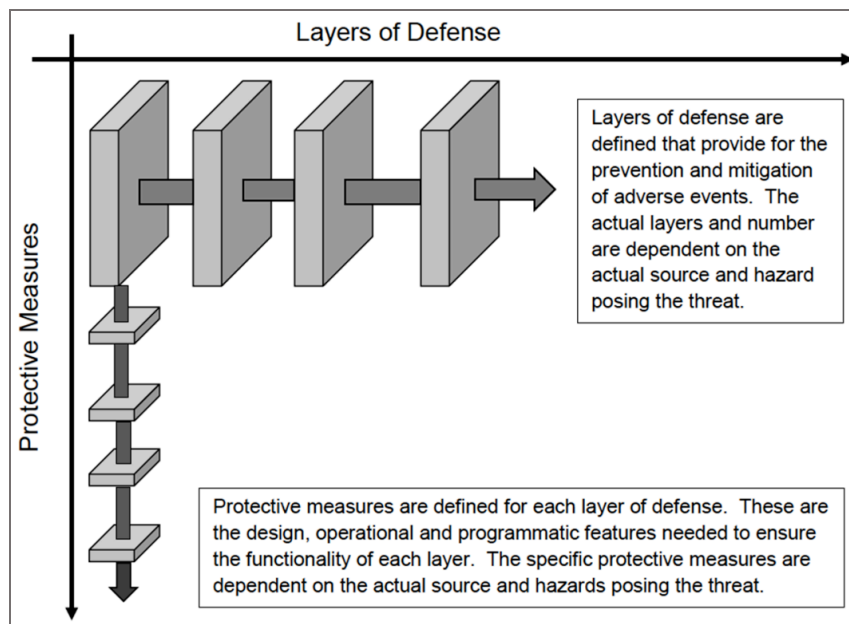 Layers of Defense
Protective Measures
Layers of defense are
defined that provide for the
prevention and mitigation
of adverse events.  The
actual layers and number
are dependent on the
actual source and hazard
posing the threat.
Protective measures are defined for each layer of defense.  These are
the design, operational and programmatic features needed to ensure
the functionality of each layer.  The specific protective measures are
dependent on the actual source and hazards posing the threat.